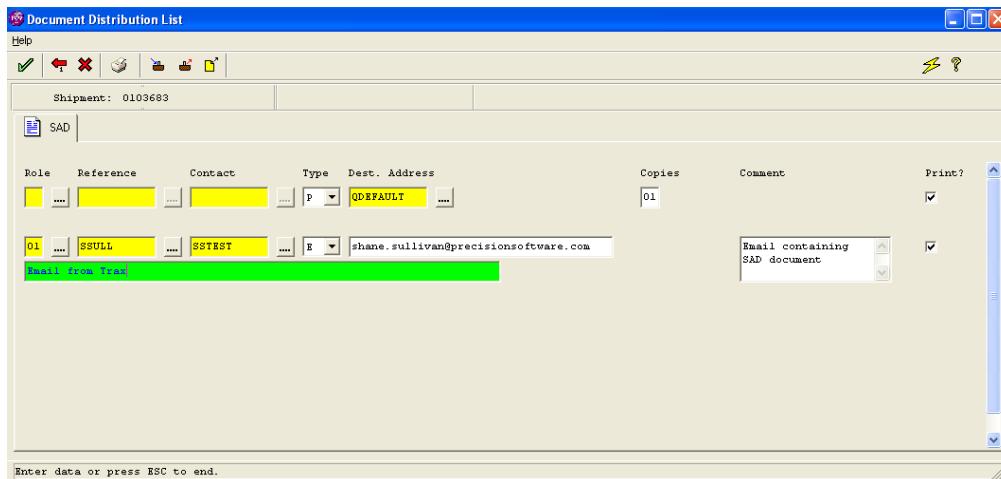 Document Distribution List
Help
Shipment: 0103683
SAD
Role Reference Contact Type Dest. Address Copies Comment Print?
.... .... .... P QDEFAULT .... 01
01 .... SSULL .... SSTEST .... E shane.sullivan@precisionsoftware.com Email containing
SAD document
Email from Trax
Enter data or press ESC to end.